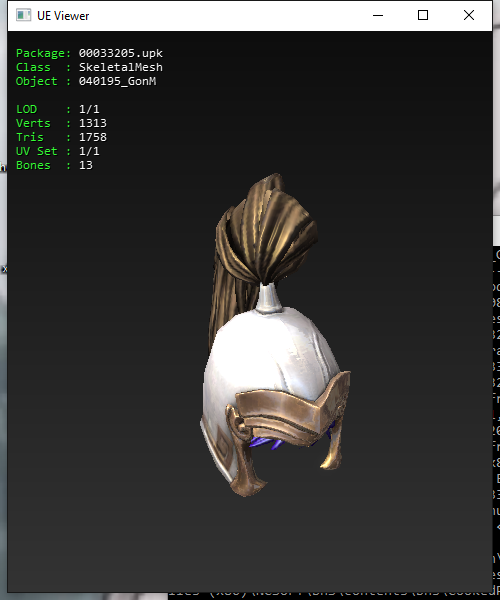 UE Viewer
Package: 00033205.upk
Class : SkeletalMesh
Object : 040195_GonM
LOD : 1/1
Verts : 1313
Tris : 1758
UV Set : 1/1
Bones : 13